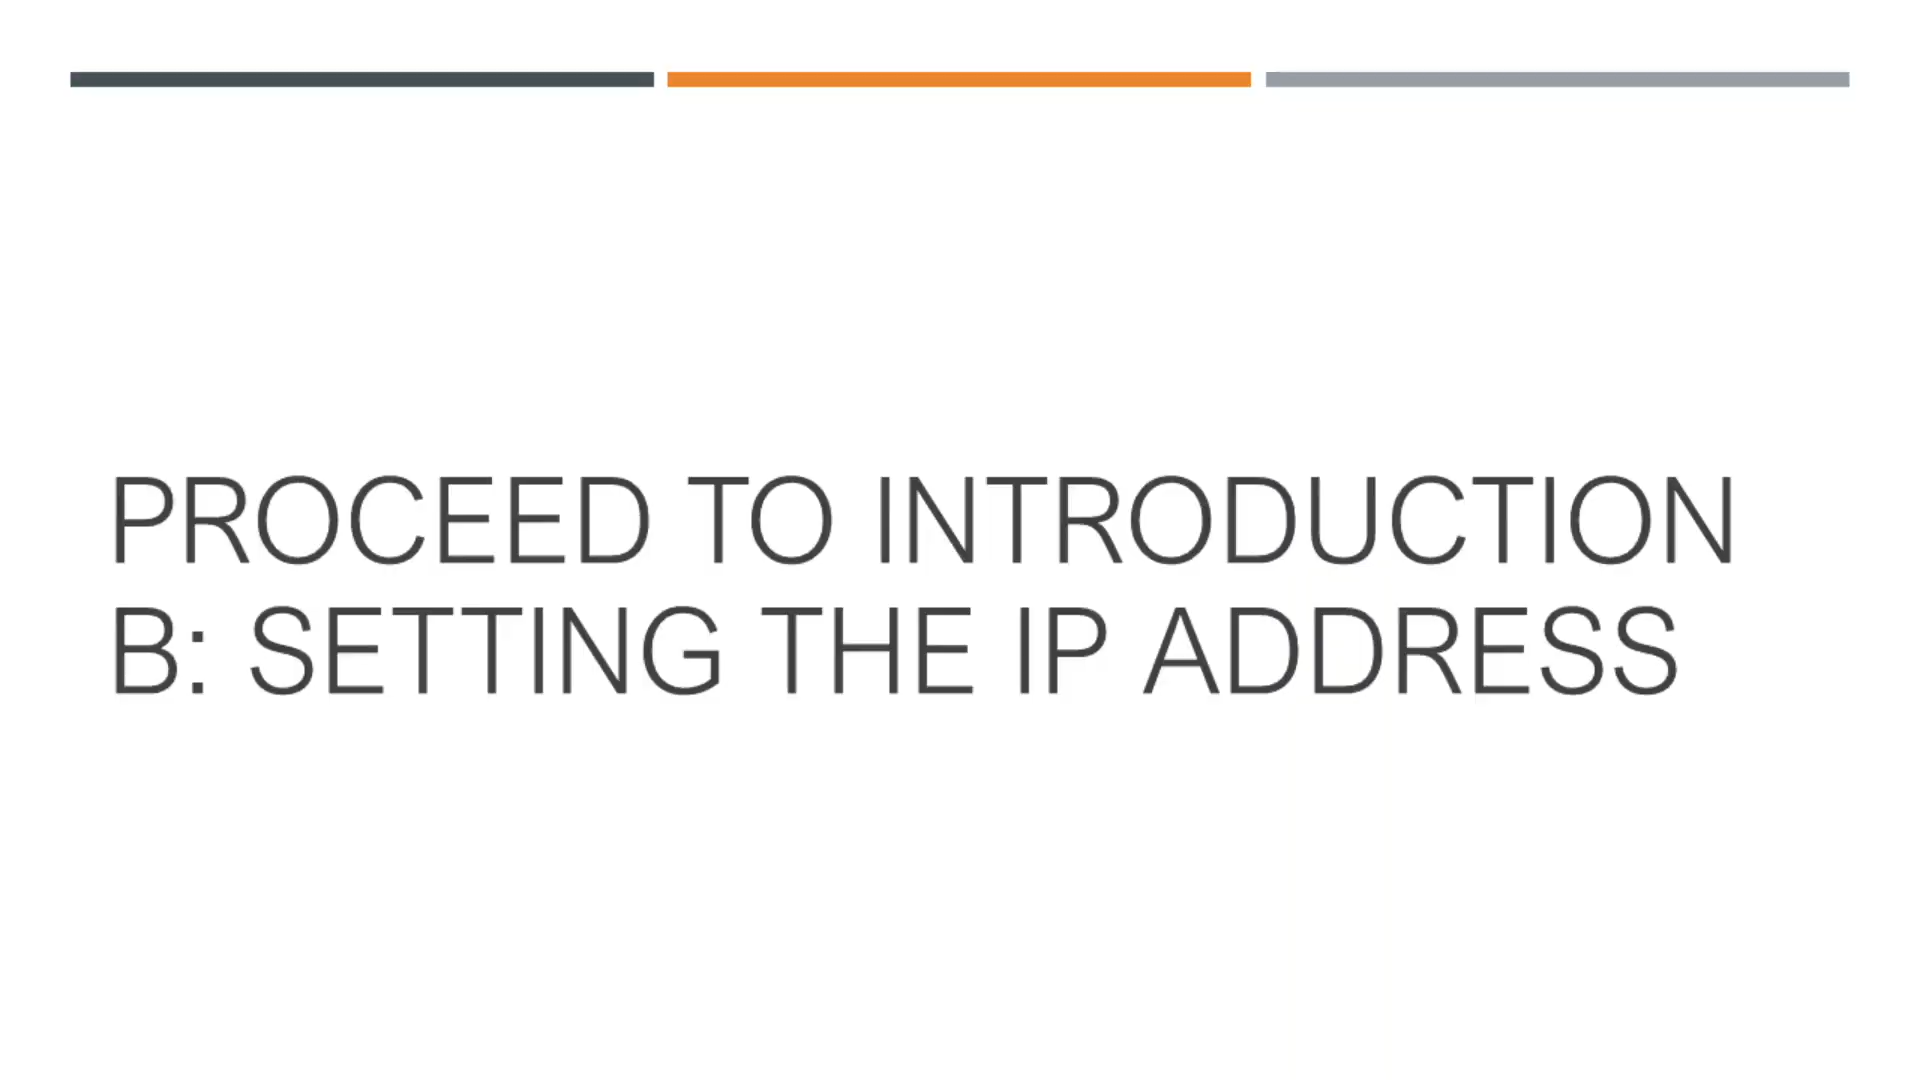 PROCEED TO INTRODUCTION
B: SETTING THE IP ADDRESS